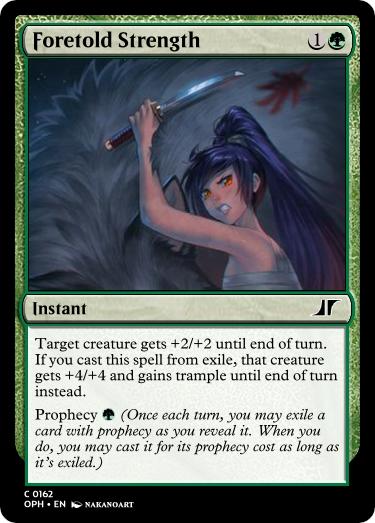 Foretold Strength 1
Instant
Target creature gets +2/+2 until end of turn.
If you cast this spell from exile, that creature
gets +4/+4 and gains trample until end of turn
instead.
Prophecy (Once each turn, you may exile a
card with prophecy as you reveal it. When you
do, you may cast it for its prophecy cost as long as
it's exiled.)
C 0162
OPH • EN NAKANOART